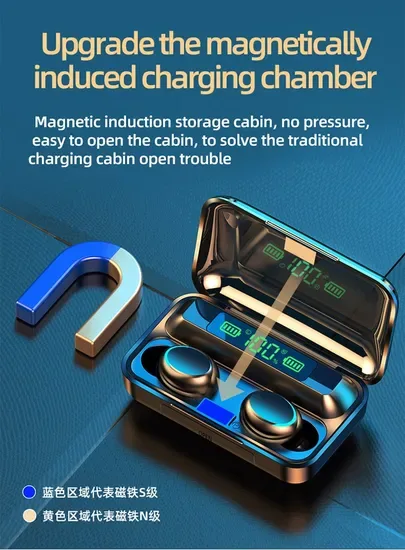 Upgrade the magnetically
induced charging chamber
Magnetic induction storage cabin, no pressure,
easy to open the cabin, to solve the traditional
charging cabin open trouble
100
100
蓝色区域代表磁铁S级
黄色区域代表磁铁N级